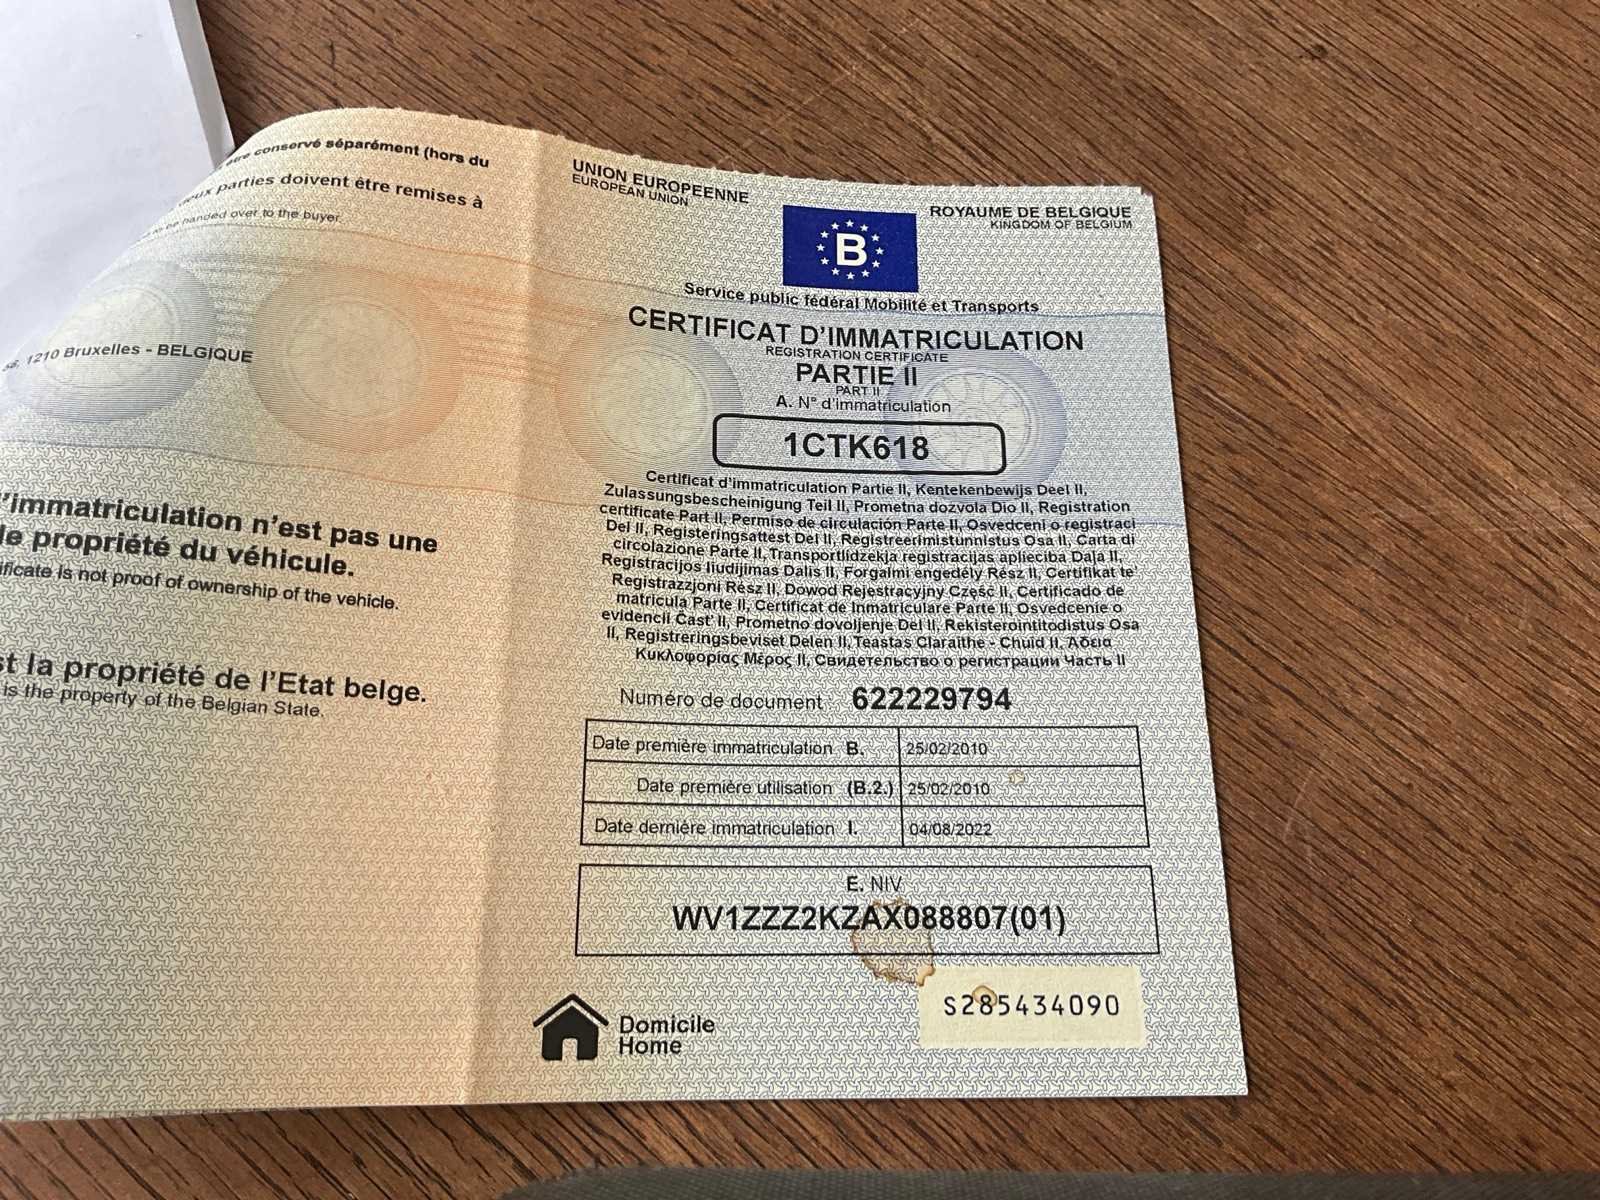 être conservé séparément (hors du
parties doivent être remises à
be handed over to the buyer.
1210 Bruxelles - BELGIQUE
'immatriculation n'est pas une
de propriété du véhicule.
ificate is not proof of ownership of the vehicle.
st la propriété de l'Etat belge.
is the property of the Belgian State.
UNION EUROPEENNE
EUROPEAN UNION
B
ROYAUME DE BELGIQUE
KINGDOM OF BELGIUM
Service public fédéral Mobilité et Transports
CERTIFICAT D'IMMATRICULATION
REGISTRATION CERTIFICATE
PARTIE II
PART II
A. N° d'immatriculation
1CTK618
Certificat d'immatriculation Partie II, Kentekenbewijs Deel II,
Zulassungsbescheinigung Teil II, Prometna dozvola Dio II, Registration
certificate Part II, Permiso de circulación Parte II, Osvedceni o registraci
Del II, Registeringsattest Del II, Registreerimistunnistus Osa II, Carta di
circolazione Parte II, Transportlidzekja registracijas aplieciba Daļa II,
Registracijos liudijimas Dalis II, Forgalmi engedély Rész II, Certifikat te'
Registrazzjoni Rész II, Dowod Rejestracyjny Część II, Certificado de
matricula Parte II, Certificat de Inmatriculare Parte II, Osvedcenie o
evidencii Čast' II, Prometno dovoljenje Del II, Rekisterointitodistus Osa
II, Registreringsbeviset Delen II, Teastas Claraithe - Chuid II, Άδεια
Κυκλοφορίας Μέρος II, Свидетельство о регистрации Часть II
Numéro de document 622229794
Date première immatriculation B. 25/02/2010
Date première utilisation (B.2.) 25/02/2010
Date dernière immatriculation I. 04/08/2022
E. NIV
WV1ZZZ2KZAX088807(01)
S285434090
Domicile
Home